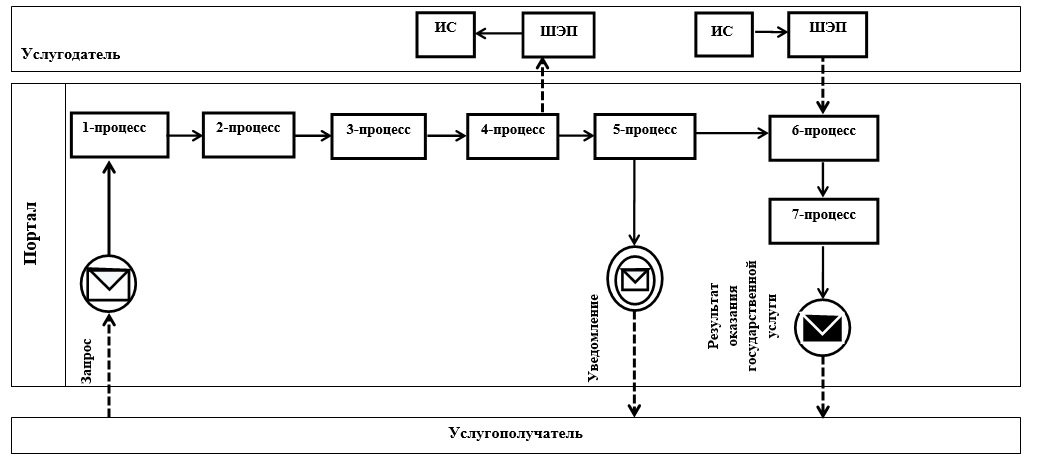 ИС
ШЭП
ИС
ШЭП
Услугодатель
Портал
1-процесс
2-процесс
3-процесс
4-процесс
5-процесс
6-процесс
7-процесс
Запрос
Уведомление
Результат
оказания
государственной
услуги
Услугополучатель